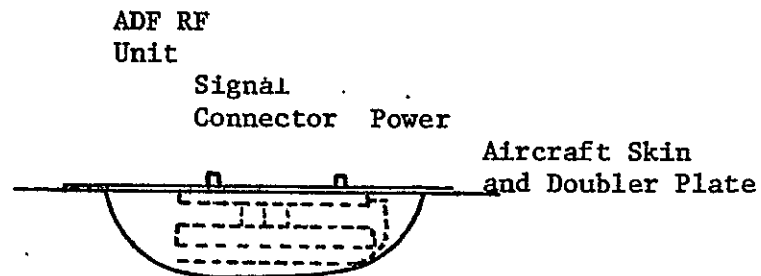 ADF RF
Unit
Signal
Connector Power
Aircraft Skin
and Doubler Plate